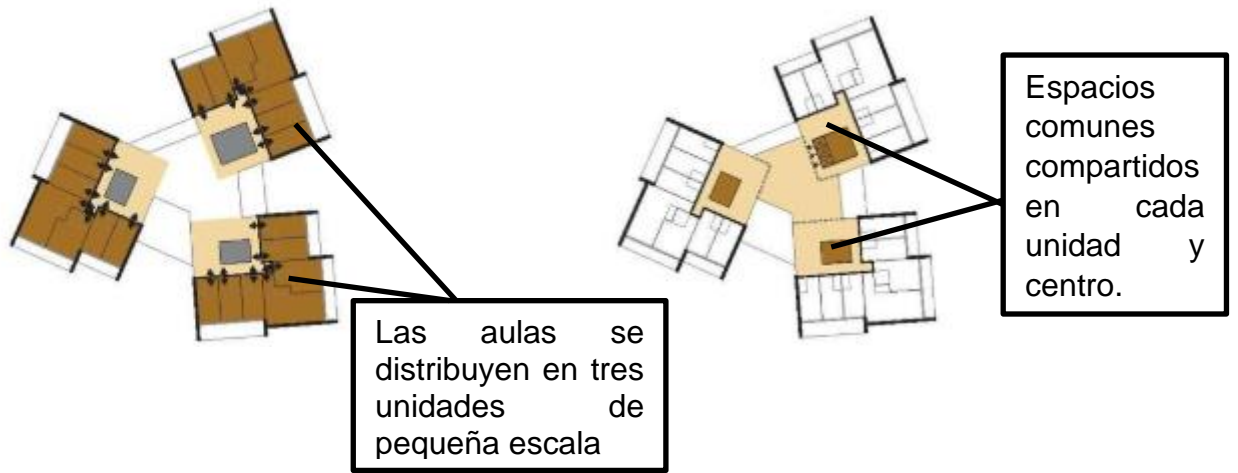 Espacios
comunes
compartidos
en cada
unidad y
centro.
Las aulas se
distribuyen en tres
unidades de
pequeña escala